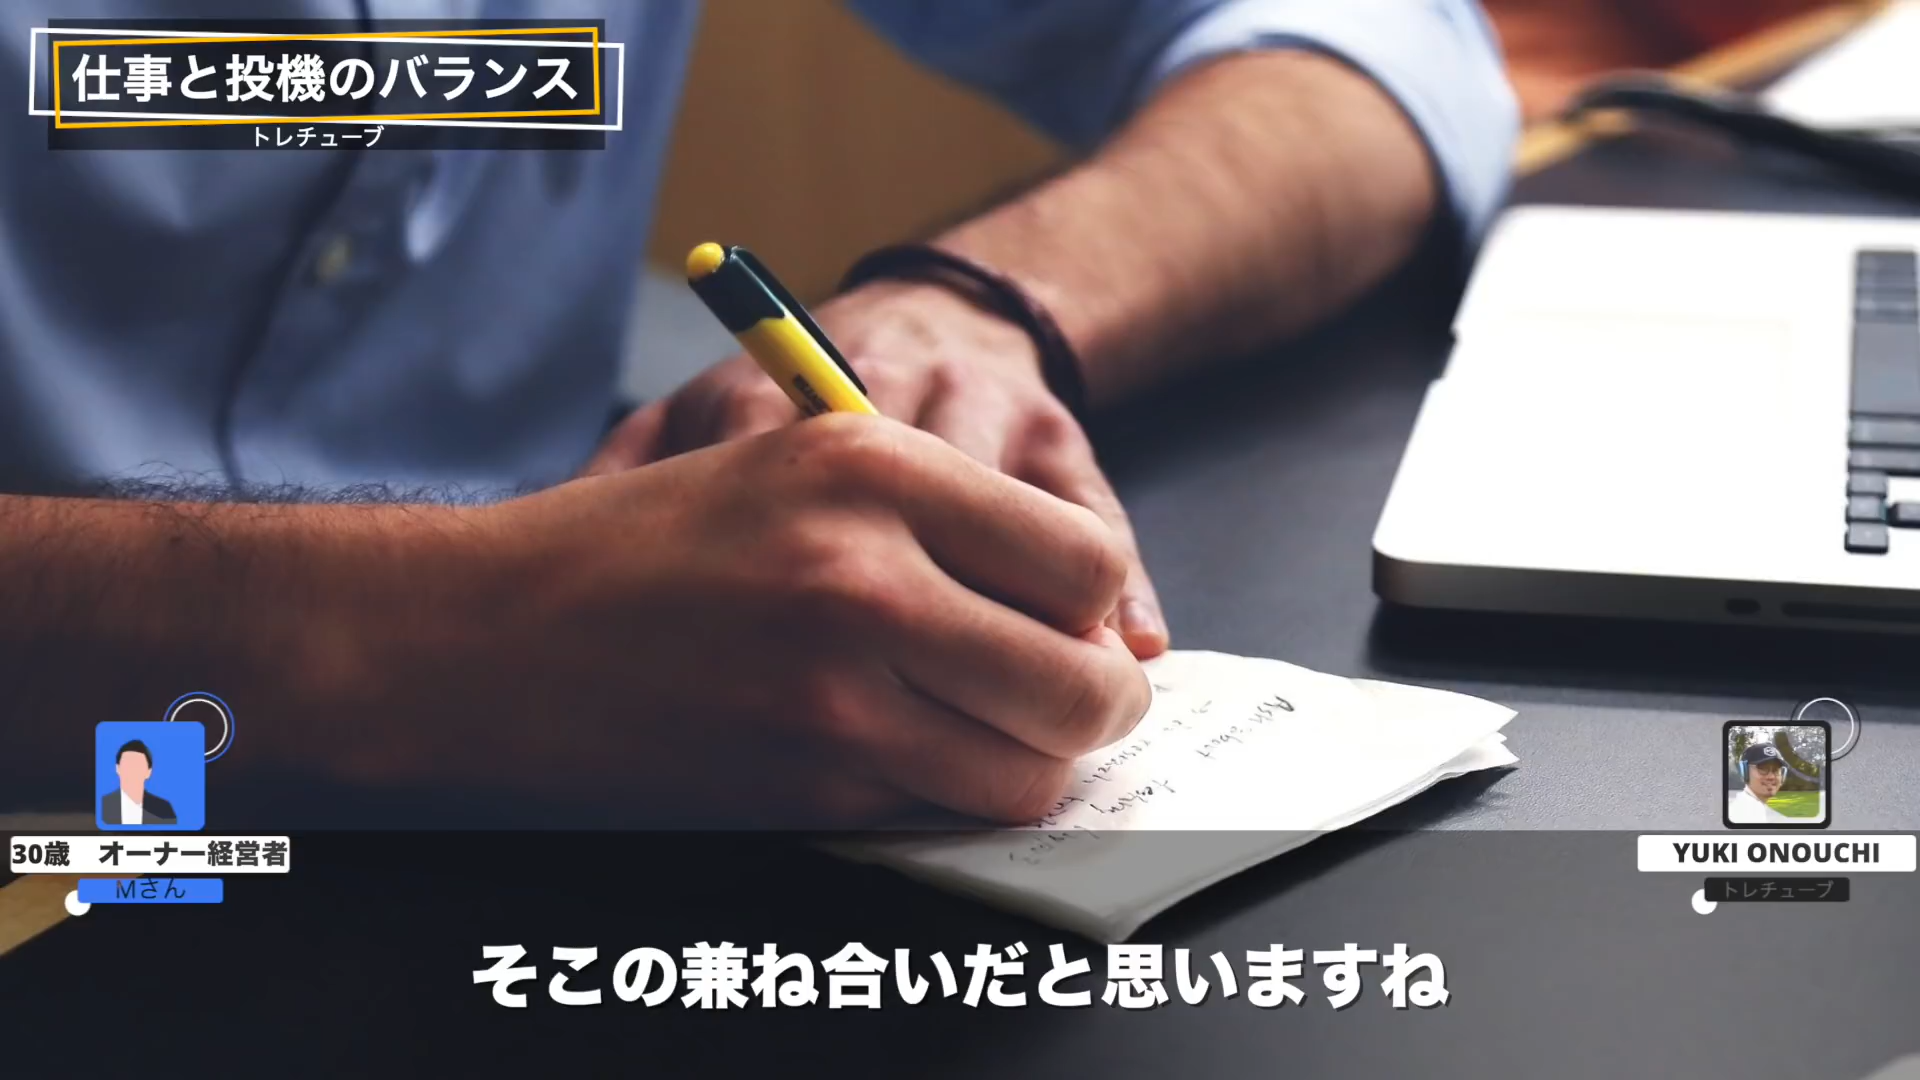 仕事と投機のバランス
トレチューブ
30歳　オーナー経営者
Mさん
YUKI ONOUCHI
トレチューブ
そこの兼ね合いだと思いますね